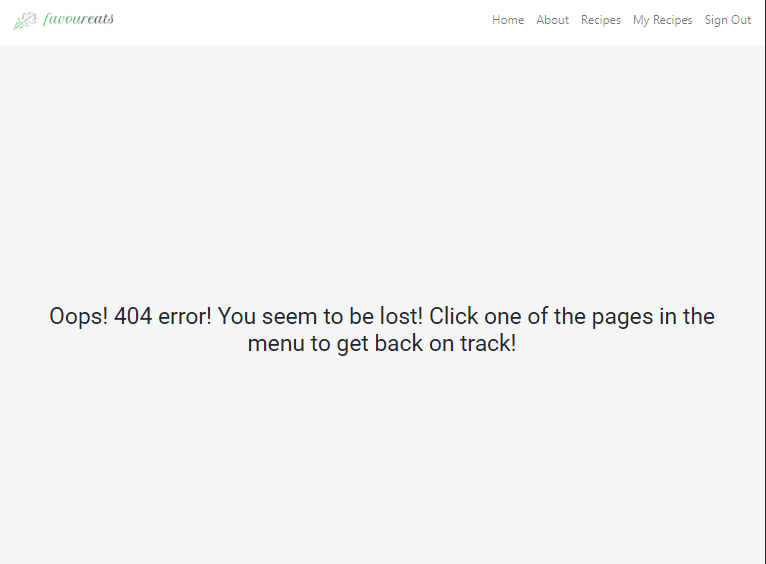 favoureats
Home About Recipes My Recipes Sign Out
Oops! 404 error! You seem to be lost! Click one of the pages in the
menu to get back on track!